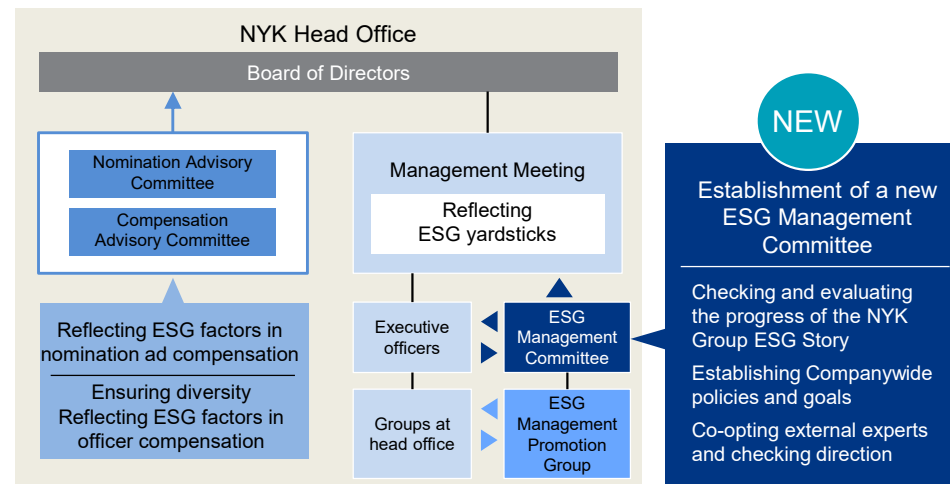 NYK Head Office
Board of Directors
Nomination Advisory
Committee
Compensation
Advisory Committee
Reflecting ESG factors in
nomination ad compensation
Ensuring diversity
Reflecting ESG factors in
officer compensation
Management Meeting
Reflecting
ESG yardsticks
Executive
officers
ESG
Management
Committee
Groups at
head office
ESG
Management
Promotion
Group
NEW
Establishment of a new
ESG Management
Committee
Checking and evaluating
the progress of the NYK
Group ESG Story
Establishing Companywide
policies and goals
Co-opting external experts
and checking direction